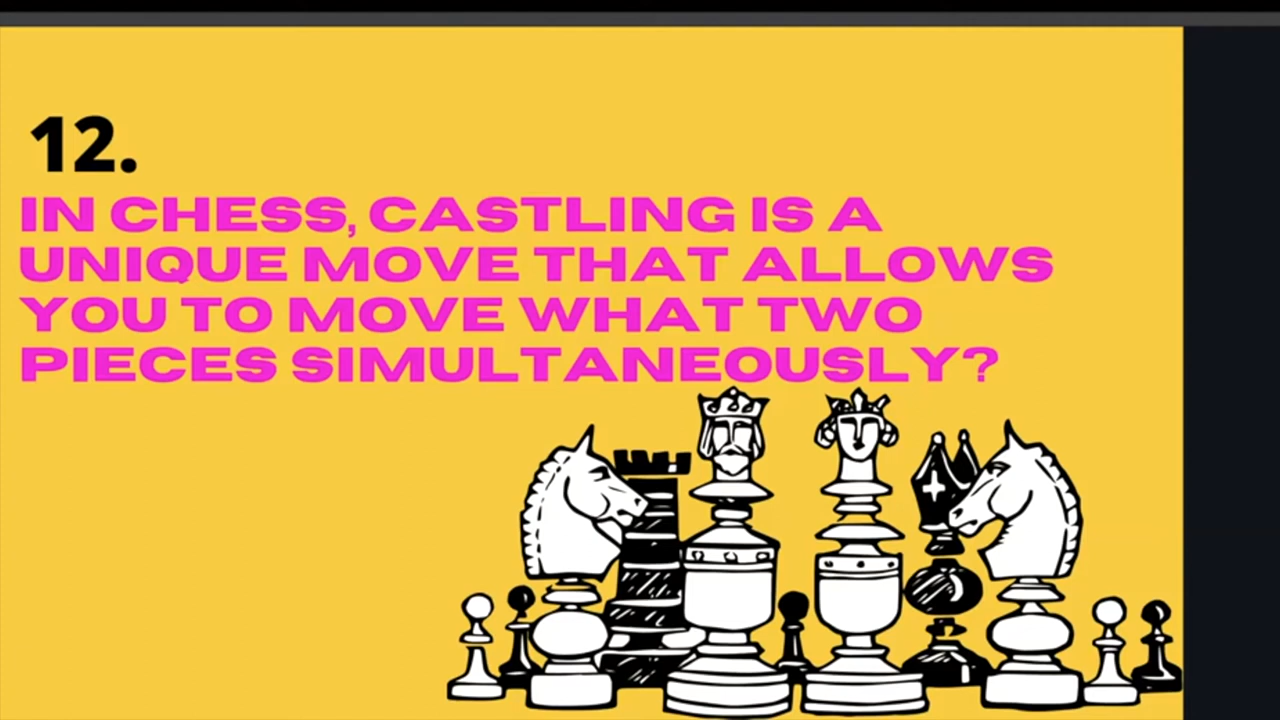 12.
IN CHESS, CASTLING IS A
UNIQUE MOVE THAT ALLOWS
YOU TO MOVE WHAT TWO
PIECES SIMULTANEOUSLY?